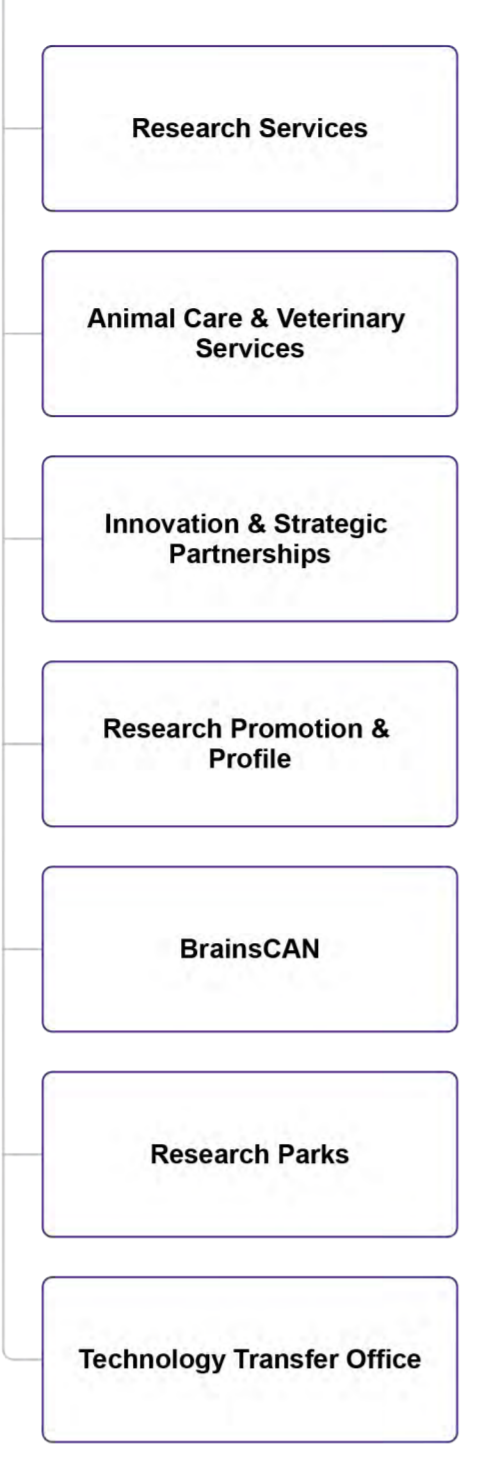 Research Services
Animal Care & Veterinary
Services
Innovation & Strategic
Partnerships
Research Promotion &
Profile
BrainsCAN
Research Parks
Technology Transfer Office